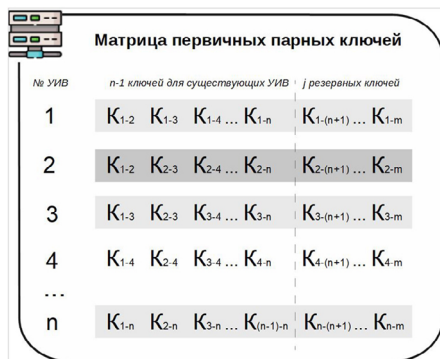 Матрица первичных парных ключей
№ УИВ n-1 ключей для существующих УИВ j резервных ключей
1 K1-2 K1-3 K1-4 ... K1-n K1-(n+1) ... K1-m
2 K1-2 K2-3 K2-4 ... K2-n K2-(n+1) ... K2-m
3 K1-3 K2-3 K3-4 ... K3-n K3-(n+1) ... K3-m
4 K1-4 K2-4 K3-4 ... K4-n K4-(n+1) ... K4-m
...
n K1-n K2-n K3-n ... K(n-1)-n Kn-(n+1) ... Kn-m